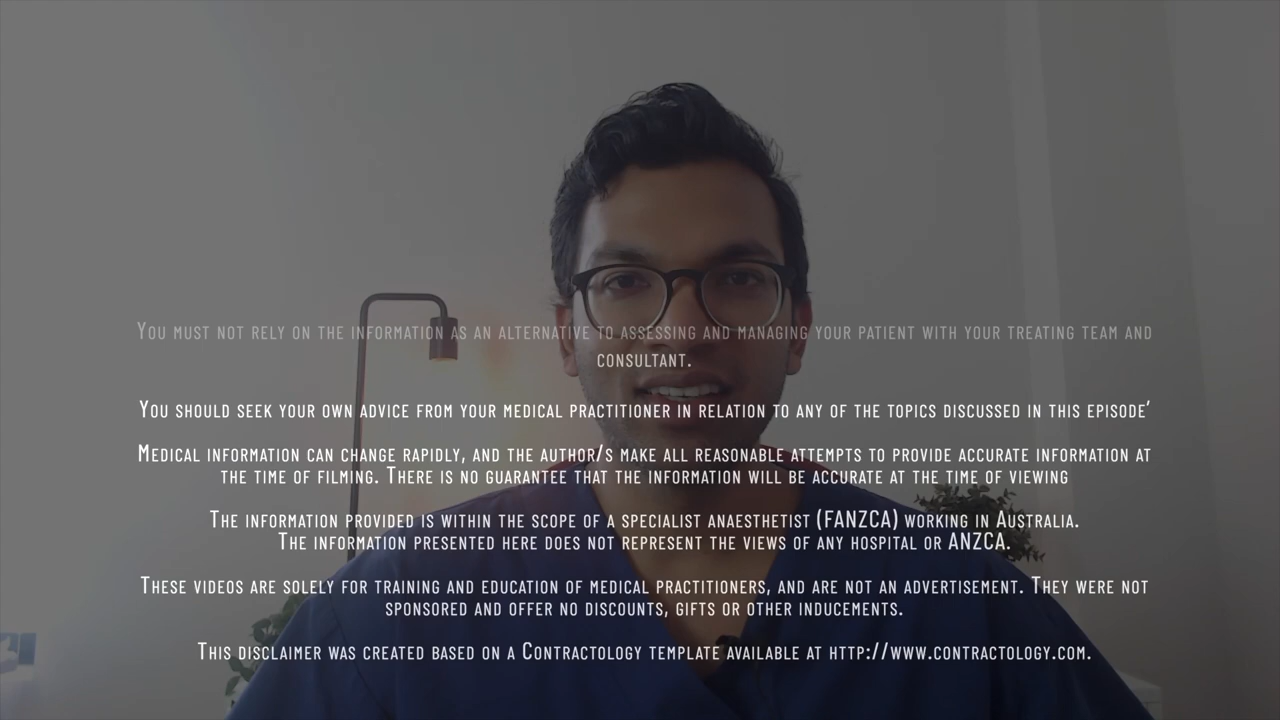 You must not rely on the information as an alternative to assessing and managing your patient with your treating team and
consultant.
You should seek your own advice from your medical practitioner in relation to any of the topics discussed in this episode'
Medical information can change rapidly, and the author/s make all reasonable attempts to provide accurate information at
the time of filming. There is no guarantee that the information will be accurate at the time of viewing
The information provided is within the scope of a specialist anaesthetist (FANZCA) working in Australia.
The information presented here does not represent the views of any hospital or ANZCA.
These videos are solely for training and education of medical practitioners, and are not an advertisement. They were not
sponsored and offer no discounts, gifts or other inducements.
This disclaimer was created based on a Contractology template available at http://www.contractology.com.